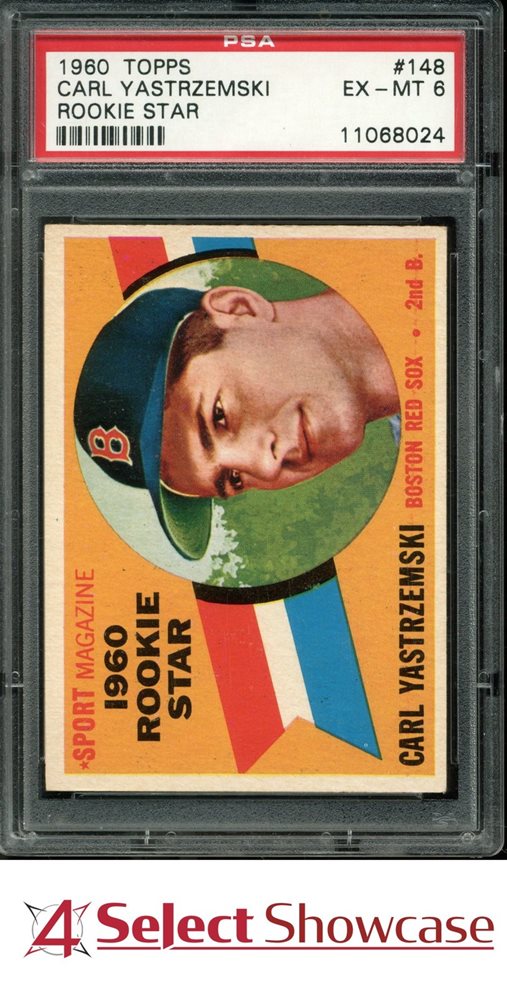 PSA
1960 TOPPS #148
CARL YASTRZEMSKI EX - MT 6
ROOKIE STAR
11068024
★SPORT MAGAZINE
1960
ROOKIE
STAR
B
CARL YASTRZEMSKI
BOSTON RED SOX • 2nd B.
4 Select Showcase